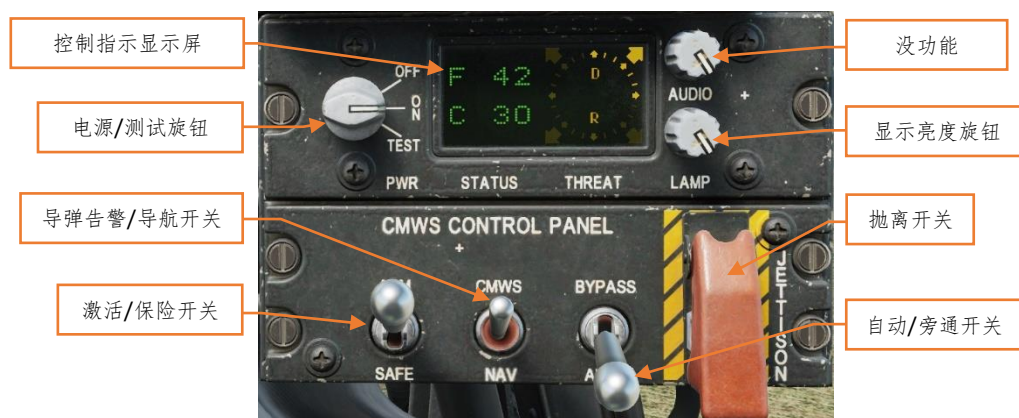 控制指示显示屏
电源/测试旋钮
导弹告警/导航开关
激活/保险开关
没功能
显示亮度旋钮
抛离开关
自动/旁通开关
OFF
ON
TEST
PWR
F 42
C 30
STATUS
D
R
THREAT
AUDIO
LAMP
CMWS CONTROL PANEL
CMWS
BYPASS
SAFE
NAV
JETTISON